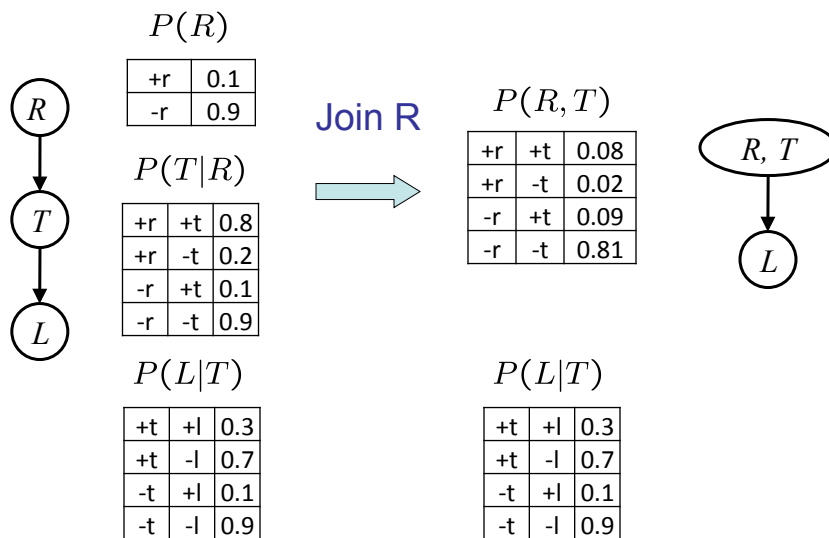 P(R)
+r 0.1
-r 0.9
R
T
L
P(T|R)
+r +t 0.8
+r -t 0.2
-r +t 0.1
-r -t 0.9
P(L|T)
+t +l 0.3
+t -l 0.7
-t +l 0.1
-t -l 0.9
Join R
P(R, T)
+r +t 0.08
+r -t 0.02
-r +t 0.09
-r -t 0.81
R, T
L
P(L|T)
+t +l 0.3
+t -l 0.7
-t +l 0.1
-t -l 0.9